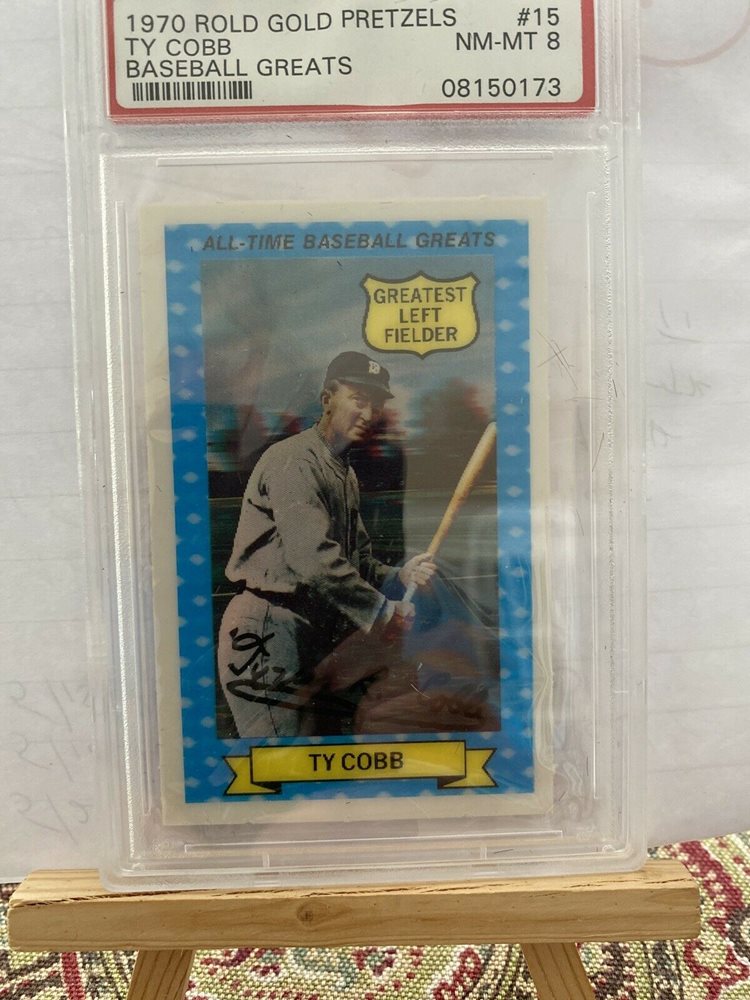 1970 ROLD GOLD PRETZELS #15
TY COBB NM-MT 8
BASEBALL GREATS
08150173
ALL-TIME BASEBALL GREATS
GREATEST
LEFT
FIELDER
TY COBB